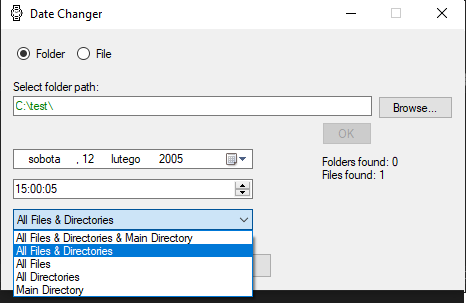 Date Changer
Folder File
Select folder path:
C:\test\
Browse...
OK
sobota , 12 lutego 2005
Folders found: 0
Files found: 1
15:00:05
All Files & Directories
All Files & Directories & Main Directory
All Files & Directories
All Files
All Directories
Main Directory